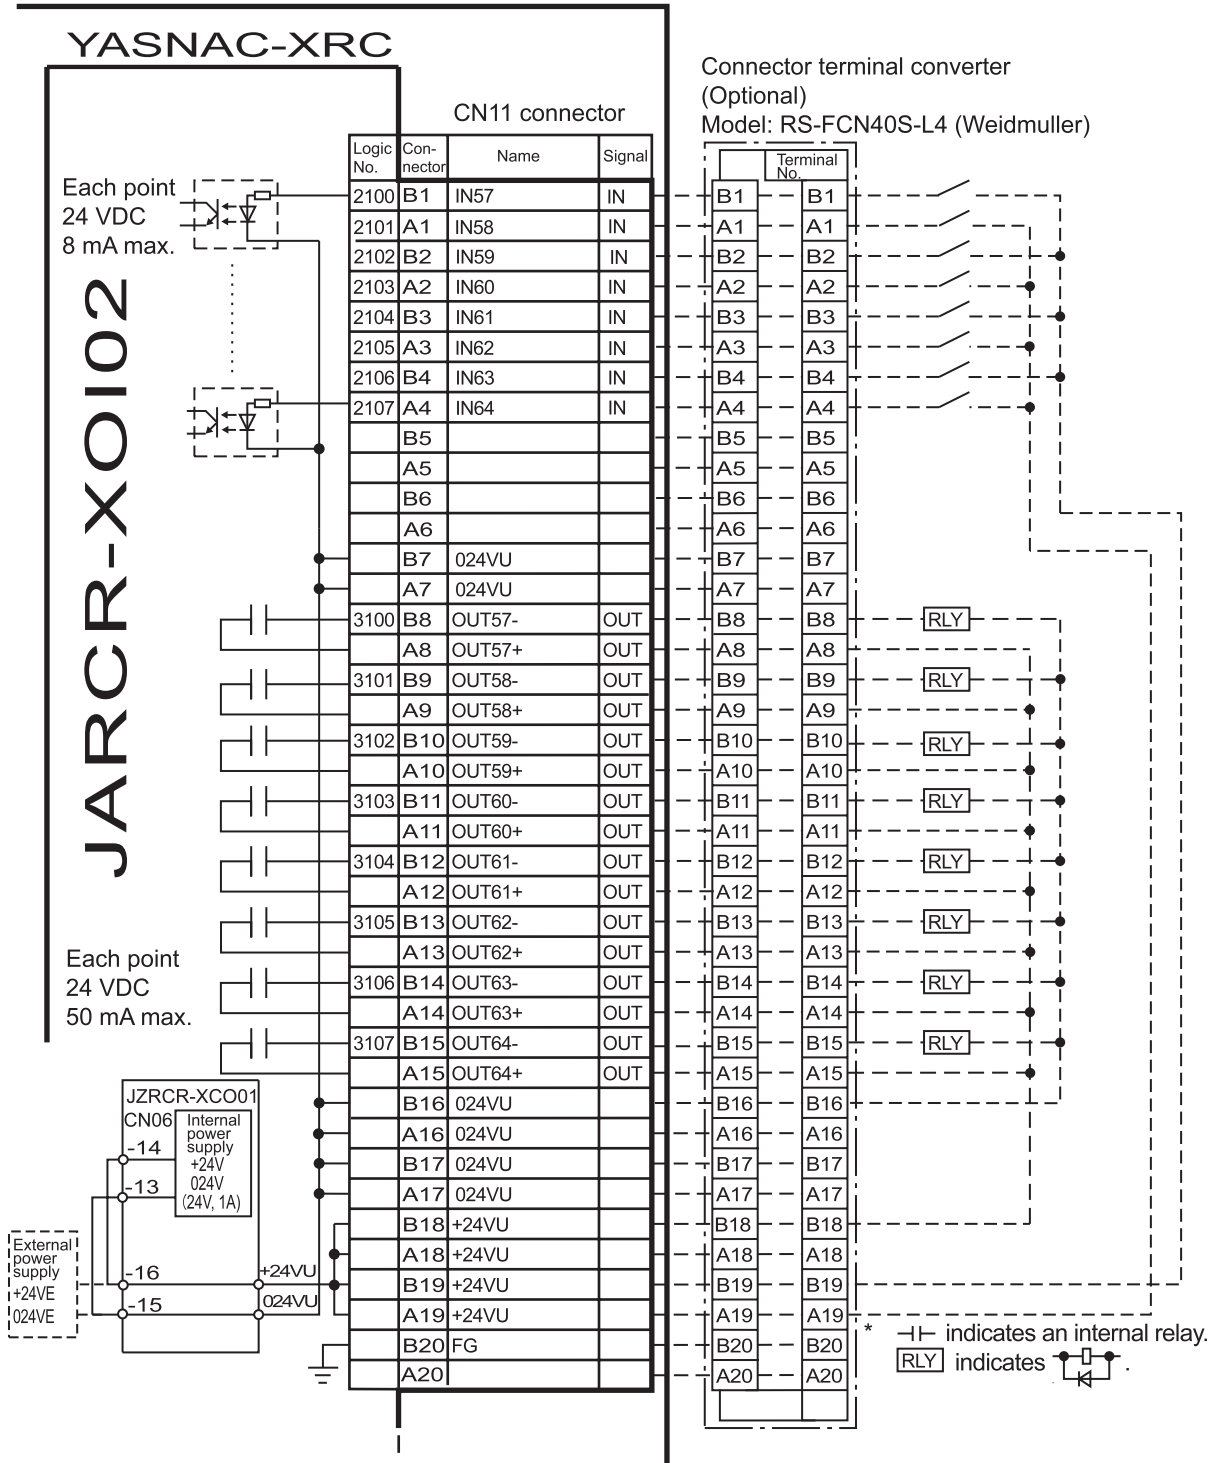 YASNAC-XRC
Connector terminal converter
(Optional)
Model: RS-FCN40S-L4 (Weidmuller)
CN11 connector
Logic No. Con-nector Name Signal
Terminal No.
Each point
24 VDC
8 mA max.
JARCR-XOI02
2100 B1 IN57 IN B1 B1
2101 A1 IN58 IN A1 A1
2102 B2 IN59 IN B2 B2
2103 A2 IN60 IN A2 A2
2104 B3 IN61 IN B3 B3
2105 A3 IN62 IN A3 A3
2106 B4 IN63 IN B4 B4
2107 A4 IN64 IN A4 A4
B5 B5 B5
A5 A5 A5
B6 B6 B6
A6 A6 A6
B7 024VU B7 B7
A7 024VU A7 A7
3100 B8 OUT57- OUT B8 B8 RLY
A8 OUT57+ OUT A8 A8
3101 B9 OUT58- OUT B9 B9 RLY
A9 OUT58+ OUT A9 A9
3102 B10 OUT59- OUT B10 B10 RLY
A10 OUT59+ OUT A10 A10
3103 B11 OUT60- OUT B11 B11 RLY
A11 OUT60+ OUT A11 A11
3104 B12 OUT61- OUT B12 B12 RLY
A12 OUT61+ OUT A12 A12
3105 B13 OUT62- OUT B13 B13 RLY
A13 OUT62+ OUT A13 A13
3106 B14 OUT63- OUT B14 B14 RLY
A14 OUT63+ OUT A14 A14
3107 B15 OUT64- OUT B15 B15 RLY
A15 OUT64+ OUT A15 A15
B16 024VU B16 B16
A16 024VU A16 A16
B17 024VU B17 B17
A17 024VU A17 A17
B18 +24VU B18 B18
A18 +24VU A18 A18
B19 +24VU B19 B19
A19 +24VU A19 A19
B20 FG B20 B20
A20 A20 A20
Each point
24 VDC
50 mA max.
JZRCR-XCO01
CN06
Internal
power
supply
+24V
024V
(24V, 1A)
-14
-13
-16
-15
+24VU
024VU
External
power
supply
+24VE
024VE
* indicates an internal relay.
RLY indicates .